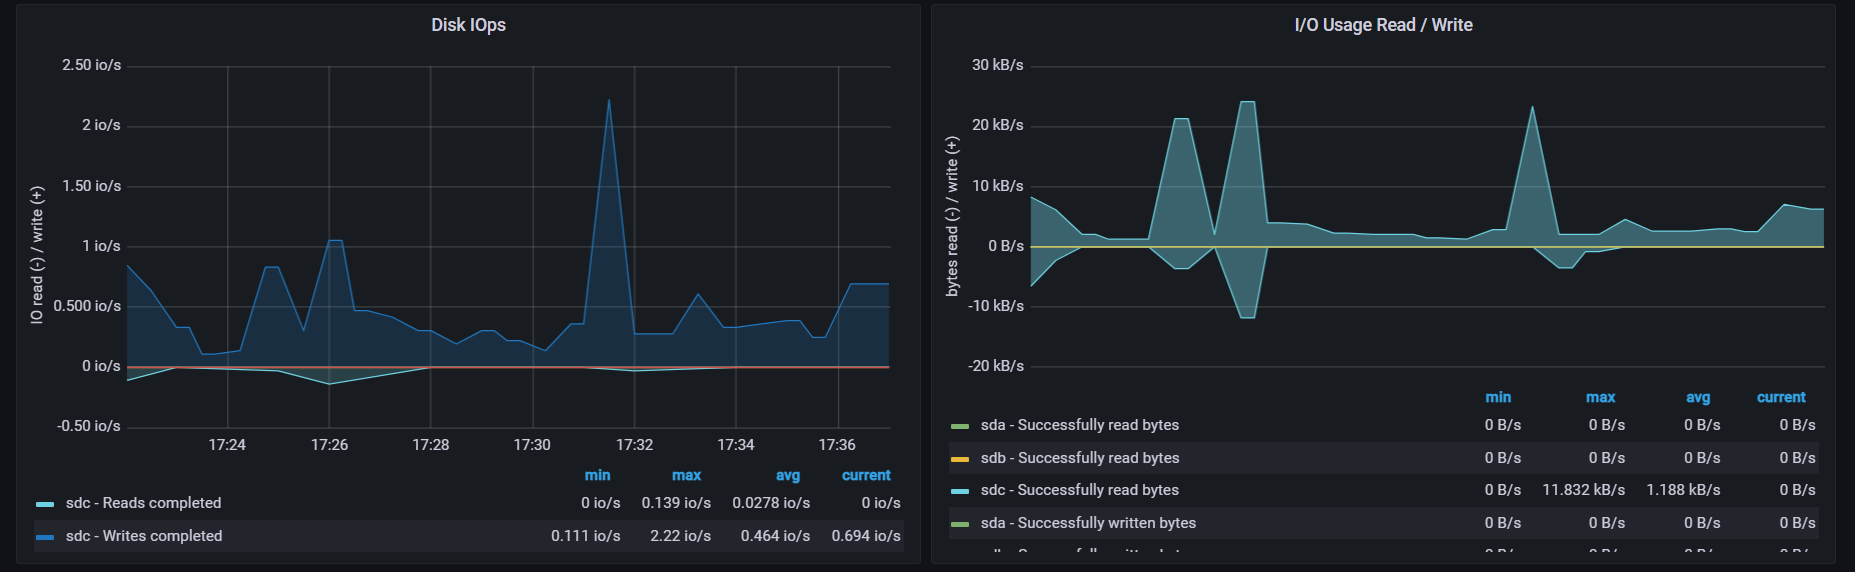 Disk IOps
2.50 io/s
2 io/s
1.50 io/s
1 io/s
0.500 io/s
0 io/s
-0.50 io/s
IO read (-) / write (+)
17:24 17:26 17:28 17:30 17:32 17:34 17:36
min max avg current
sdc - Reads completed 0 io/s 0.139 io/s 0.0278 io/s 0 io/s
sdc - Writes completed 0.111 io/s 2.22 io/s 0.464 io/s 0.694 io/s
I/O Usage Read / Write
30 kB/s
20 kB/s
10 kB/s
0 B/s
-10 kB/s
-20 kB/s
bytes read (-) / write (+)
min max avg current
sda - Successfully read bytes 0 B/s 0 B/s 0 B/s 0 B/s
sdb - Successfully read bytes 0 B/s 0 B/s 0 B/s 0 B/s
sdc - Successfully read bytes 0 B/s 11.832 kB/s 1.188 kB/s 0 B/s
sda - Successfully written bytes 0 B/s 0 B/s 0 B/s 0 B/s